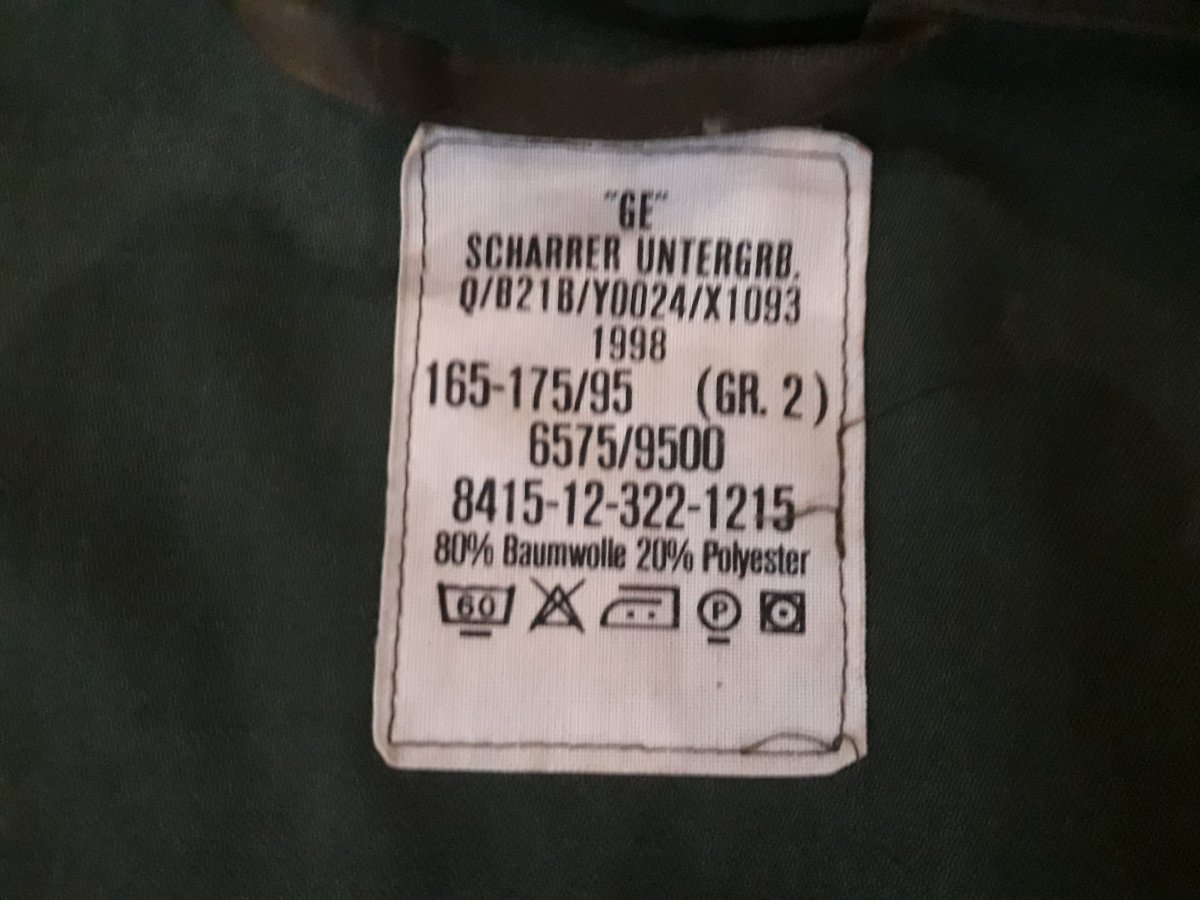 "GE"
SCHARRER UNTERGRB.
Q/B21B/Y0024/X1093
1998
165-175/95 (GR. 2)
6575/9500
8415-12-322-1215
80% Baumwolle 20% Polyester
60 P